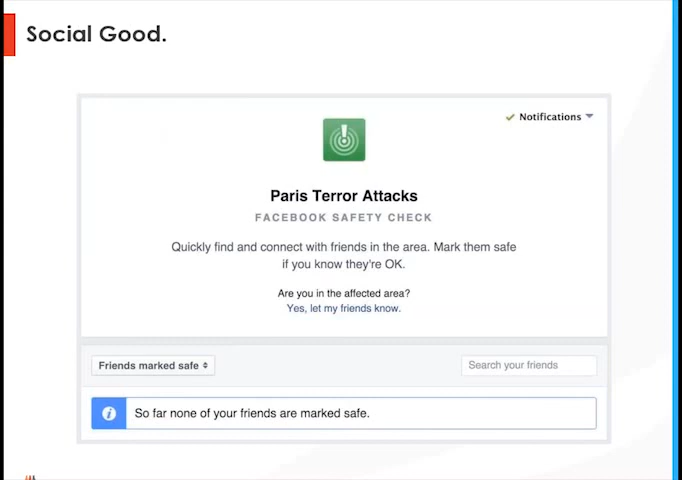 Social Good.
Notifications
Paris Terror Attacks
FACEBOOK SAFETY CHECK
Quickly find and connect with friends in the area. Mark them safe
if you know they're OK.
Are you in the affected area?
Yes, let my friends know.
Friends marked safe
Search your friends
So far none of your friends are marked safe.